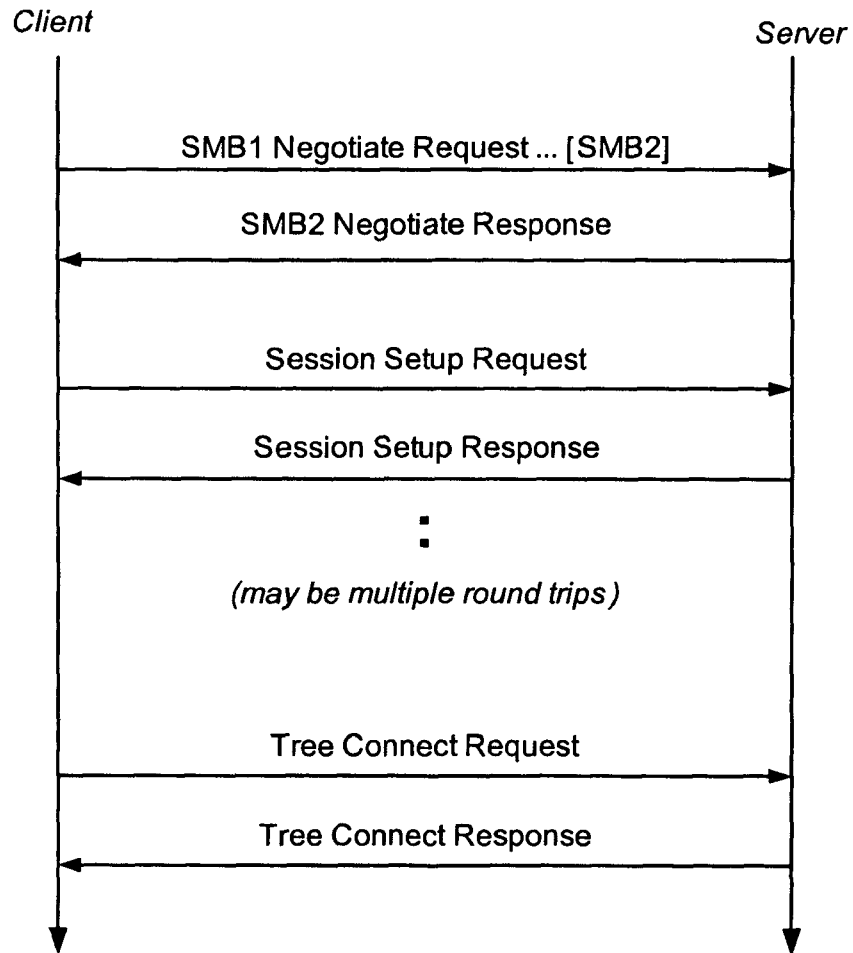 Client
Server
SMB1 Negotiate Request ... [SMB2]
SMB2 Negotiate Response
Session Setup Request
Session Setup Response
(may be multiple round trips)
Tree Connect Request
Tree Connect Response